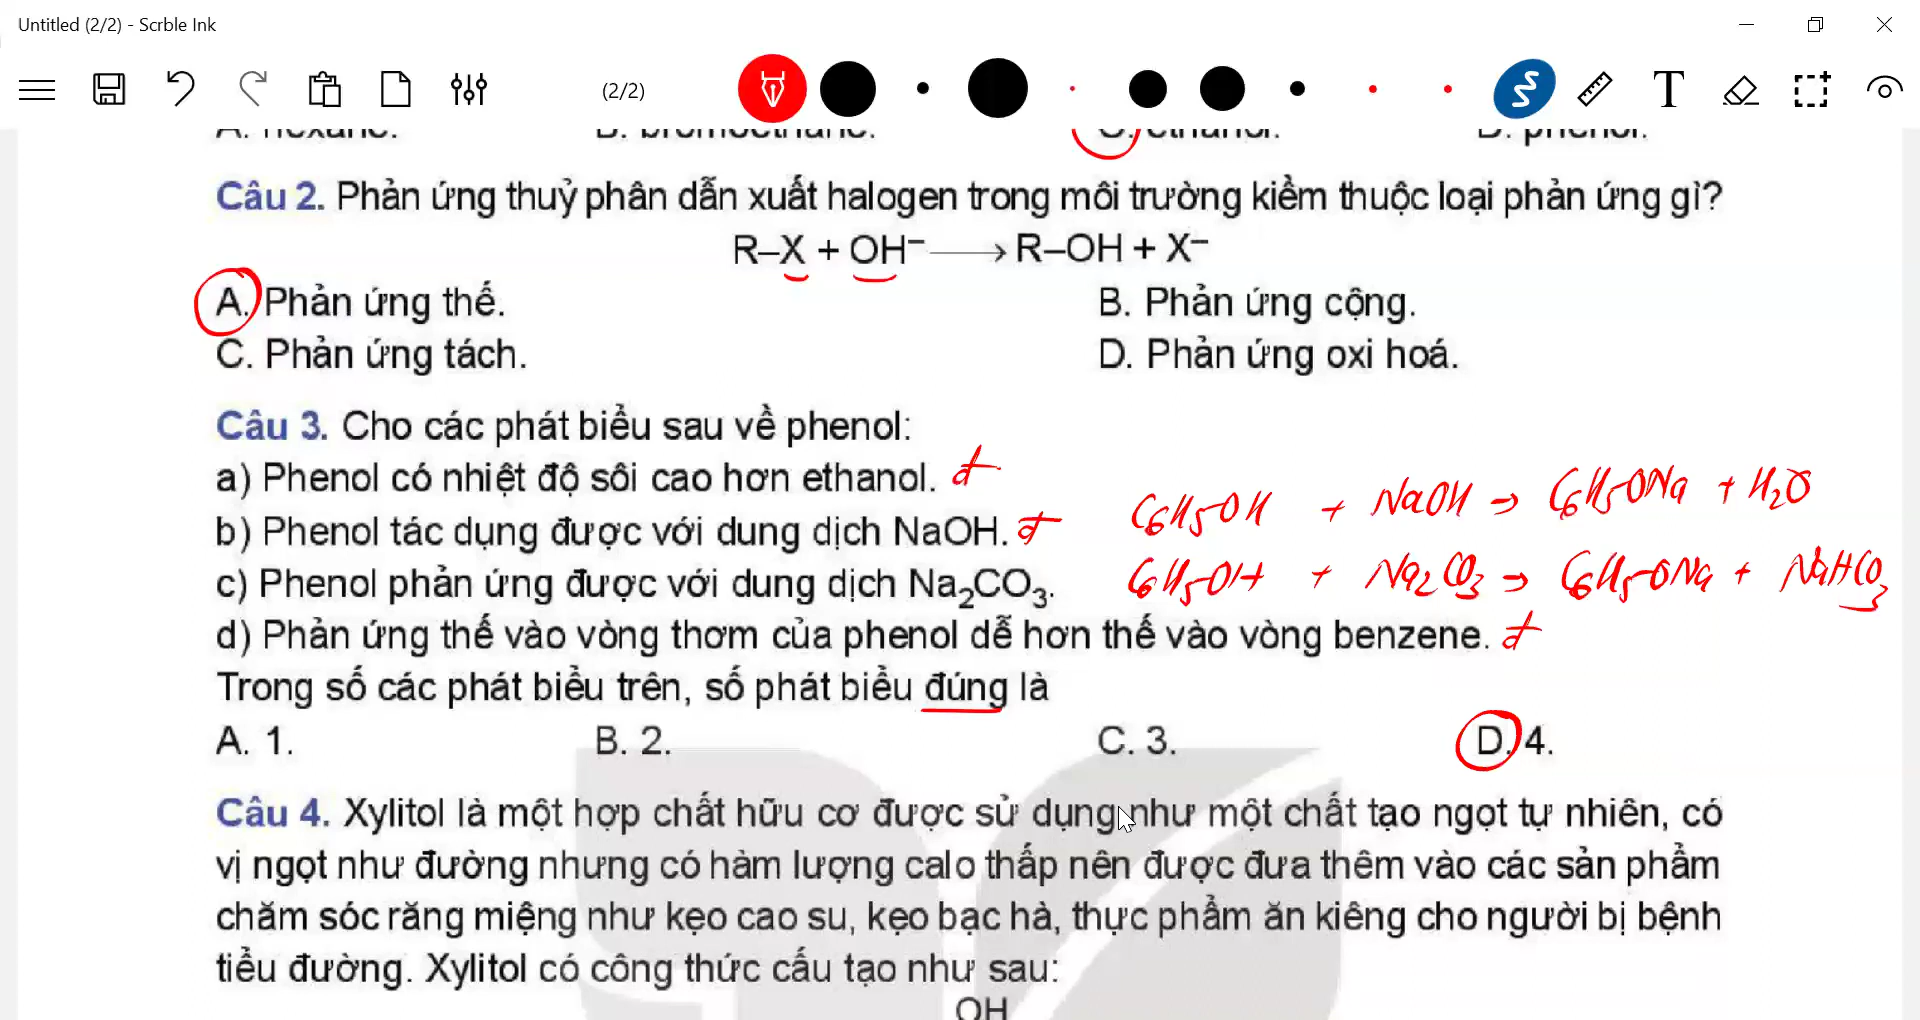 Untitled (2/2) - Scrble Ink
(2/2)
A. hexane. B. bromoethane. C. ethanol. D. phenol.
Câu 2. Phản ứng thuỷ phân dẫn xuất halogen trong môi trường kiềm thuộc loại phản ứng gì?
R–X + OH⁻ ⟶ R–OH + X⁻
A. Phản ứng thế. B. Phản ứng cộng.
C. Phản ứng tách. D. Phản ứng oxi hoá.
Câu 3. Cho các phát biểu sau về phenol:
a) Phenol có nhiệt độ sôi cao hơn ethanol. đ
b) Phenol tác dụng được với dung dịch NaOH. đ C6H5OH + NaOH → C6H5ONa + H2O
c) Phenol phản ứng được với dung dịch Na₂CO₃. C6H5OH + Na2CO3 → C6H5ONa + NaHCO3
d) Phản ứng thế vào vòng thơm của phenol dễ hơn thế vào vòng benzene. đ
Trong số các phát biểu trên, số phát biểu đúng là
A. 1. B. 2. C. 3. D. 4.
Câu 4. Xylitol là một hợp chất hữu cơ được sử dụng như một chất tạo ngọt tự nhiên, có
vị ngọt như đường nhưng có hàm lượng calo thấp nên được đưa thêm vào các sản phẩm
chăm sóc răng miệng như kẹo cao su, kẹo bạc hà, thực phẩm ăn kiêng cho người bị bệnh
tiểu đường. Xylitol có công thức cấu tạo như sau:
OH